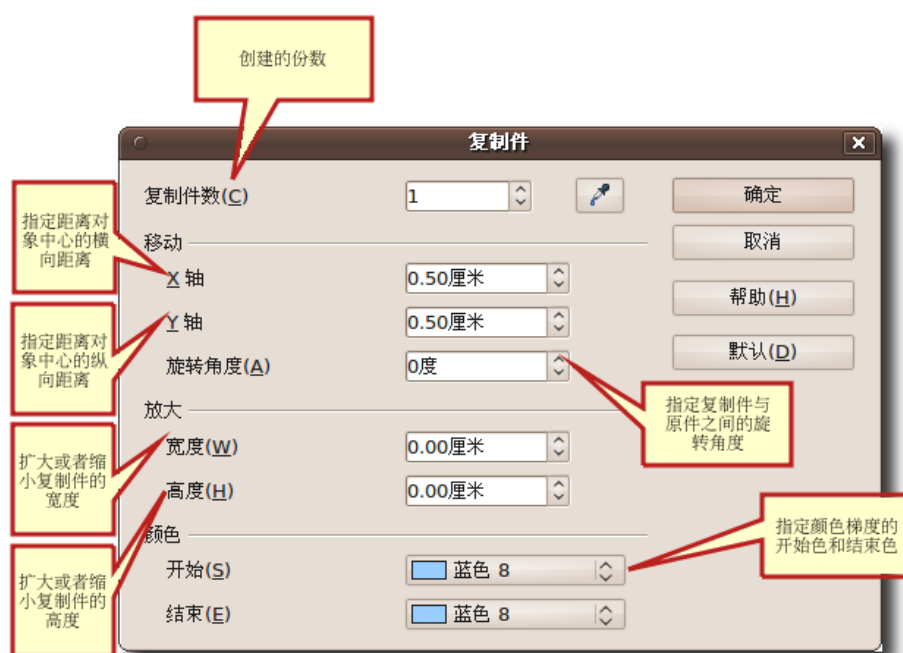 创建的份数
复制件
复制件数(C)
1
确定
指定距离对
象中心的横
向距离
移动
取消
X 轴
0.50厘米
帮助(H)
Y 轴
0.50厘米
指定距离对
象中心的纵
向距离
旋转角度(A)
0度
默认(D)
指定复制件与
原件之间的旋
转角度
放大
宽度(W)
0.00厘米
扩大或者缩
小复制件的
宽度
高度(H)
0.00厘米
颜色
指定颜色梯度的
开始色和结束色
开始(S)
蓝色 8
扩大或者缩
小复制件的
高度
结束(E)
蓝色 8